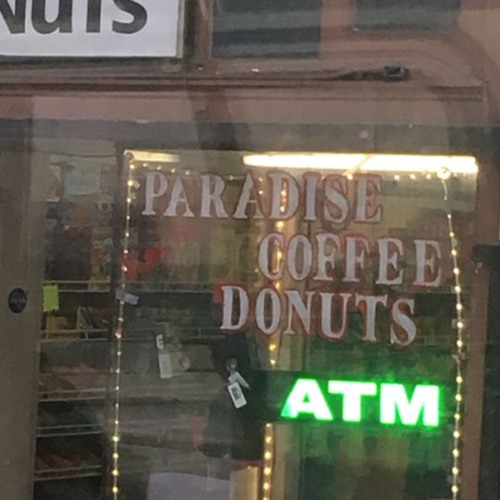 NUTS
PARADISE
COFFEE
DONUTS
ATM